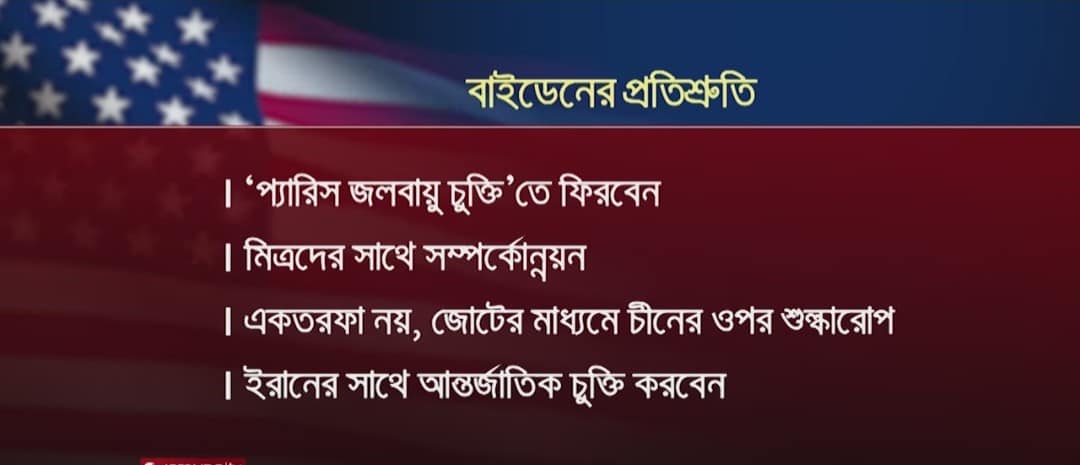 বাইডেনের প্রতিশ্রুতি
| ‘প্যারিস জলবায়ু চুক্তি’তে ফিরবেন
| মিত্রদের সাথে সম্পর্কোন্নয়ন
| একতরফা নয়, জোটের মাধ্যমে চীনের ওপর শুল্কারোপ
| ইরানের সাথে আন্তর্জাতিক চুক্তি করবেন